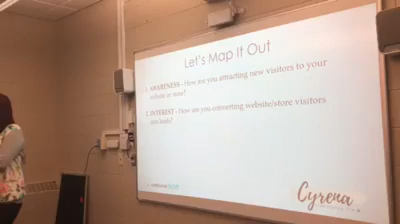 Let's Map It Out
1. AWARENESS - How are you attracting new visitors to your
website or store?
2. INTEREST - How are you converting website/store visitors
into leads?
Cyrena